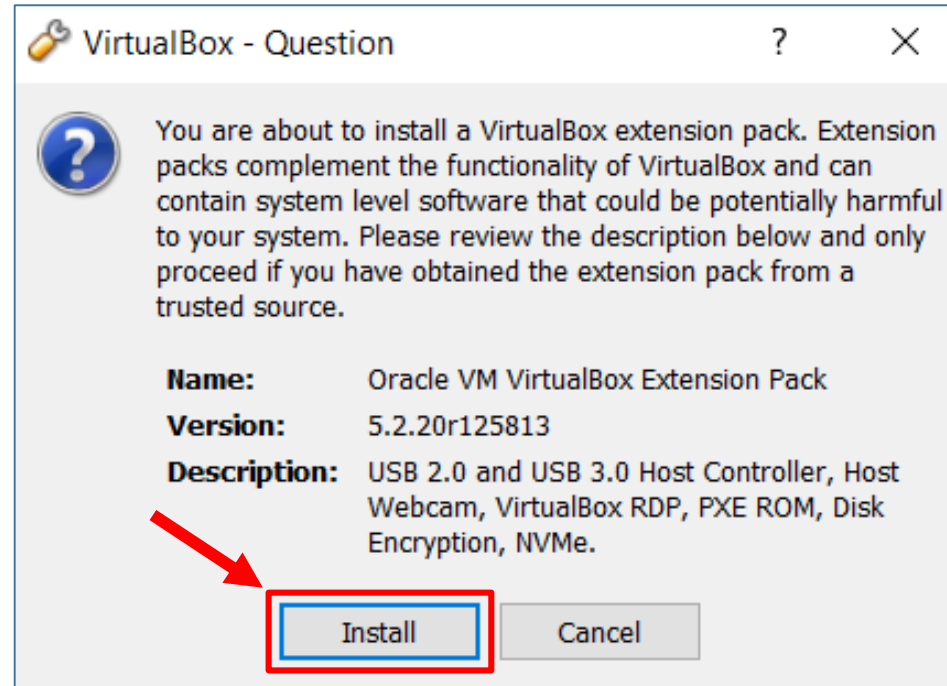 VirtualBox - Question
?
You are about to install a VirtualBox extension pack. Extension
packs complement the functionality of VirtualBox and can
contain system level software that could be potentially harmful
to your system. Please review the description below and only
proceed if you have obtained the extension pack from a
trusted source.
Name: Oracle VM VirtualBox Extension Pack
Version: 5.2.20r125813
Description: USB 2.0 and USB 3.0 Host Controller, Host
Webcam, VirtualBox RDP, PXE ROM, Disk
Encryption, NVMe.
Install Cancel